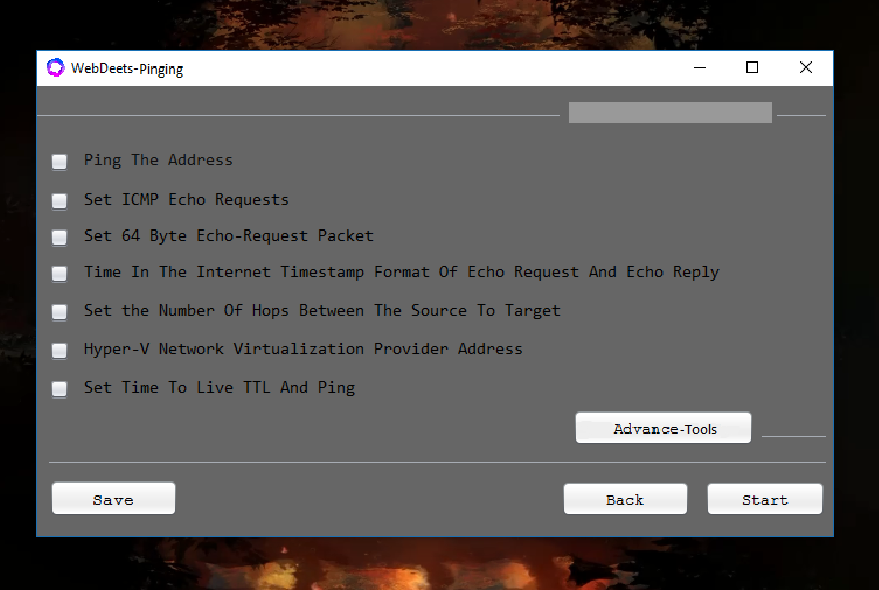 WebDeets-Pinging
Ping The Address
Set ICMP Echo Requests
Set 64 Byte Echo-Request Packet
Time In The Internet Timestamp Format Of Echo Request And Echo Reply
Set the Number Of Hops Between The Source To Target
Hyper-V Network Virtualization Provider Address
Set Time To Live TTL And Ping
Advance-Tools
Save Back Start